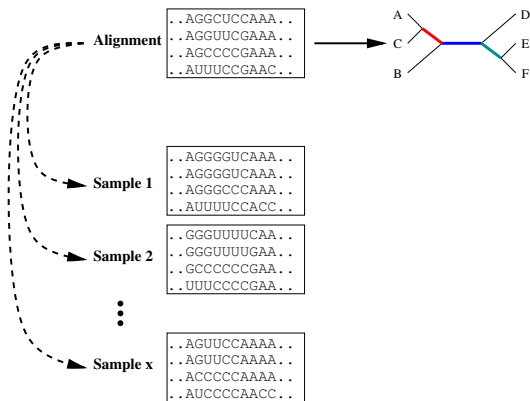 Alignment
..AGGCUCCAAA..
..AGGUUCGAAA..
..AGCCCCGAAA..
..AUUUCCGAAC..
A
C
B
D
E
F
Sample 1
..AGGGGUCAAA..
..AGGGGUCAAA..
..AGGGCCCAAA..
..AUUUUCCACC..
Sample 2
..GGGUUUUCAA..
..GGGUUUUGAA..
..GCCCCCCGAA..
..UUUCCCCGAA..
Sample x
..AGUUCCAAAA..
..AGUUCCAAAA..
..ACCCCCAAAA..
..AUCCCCAACC..